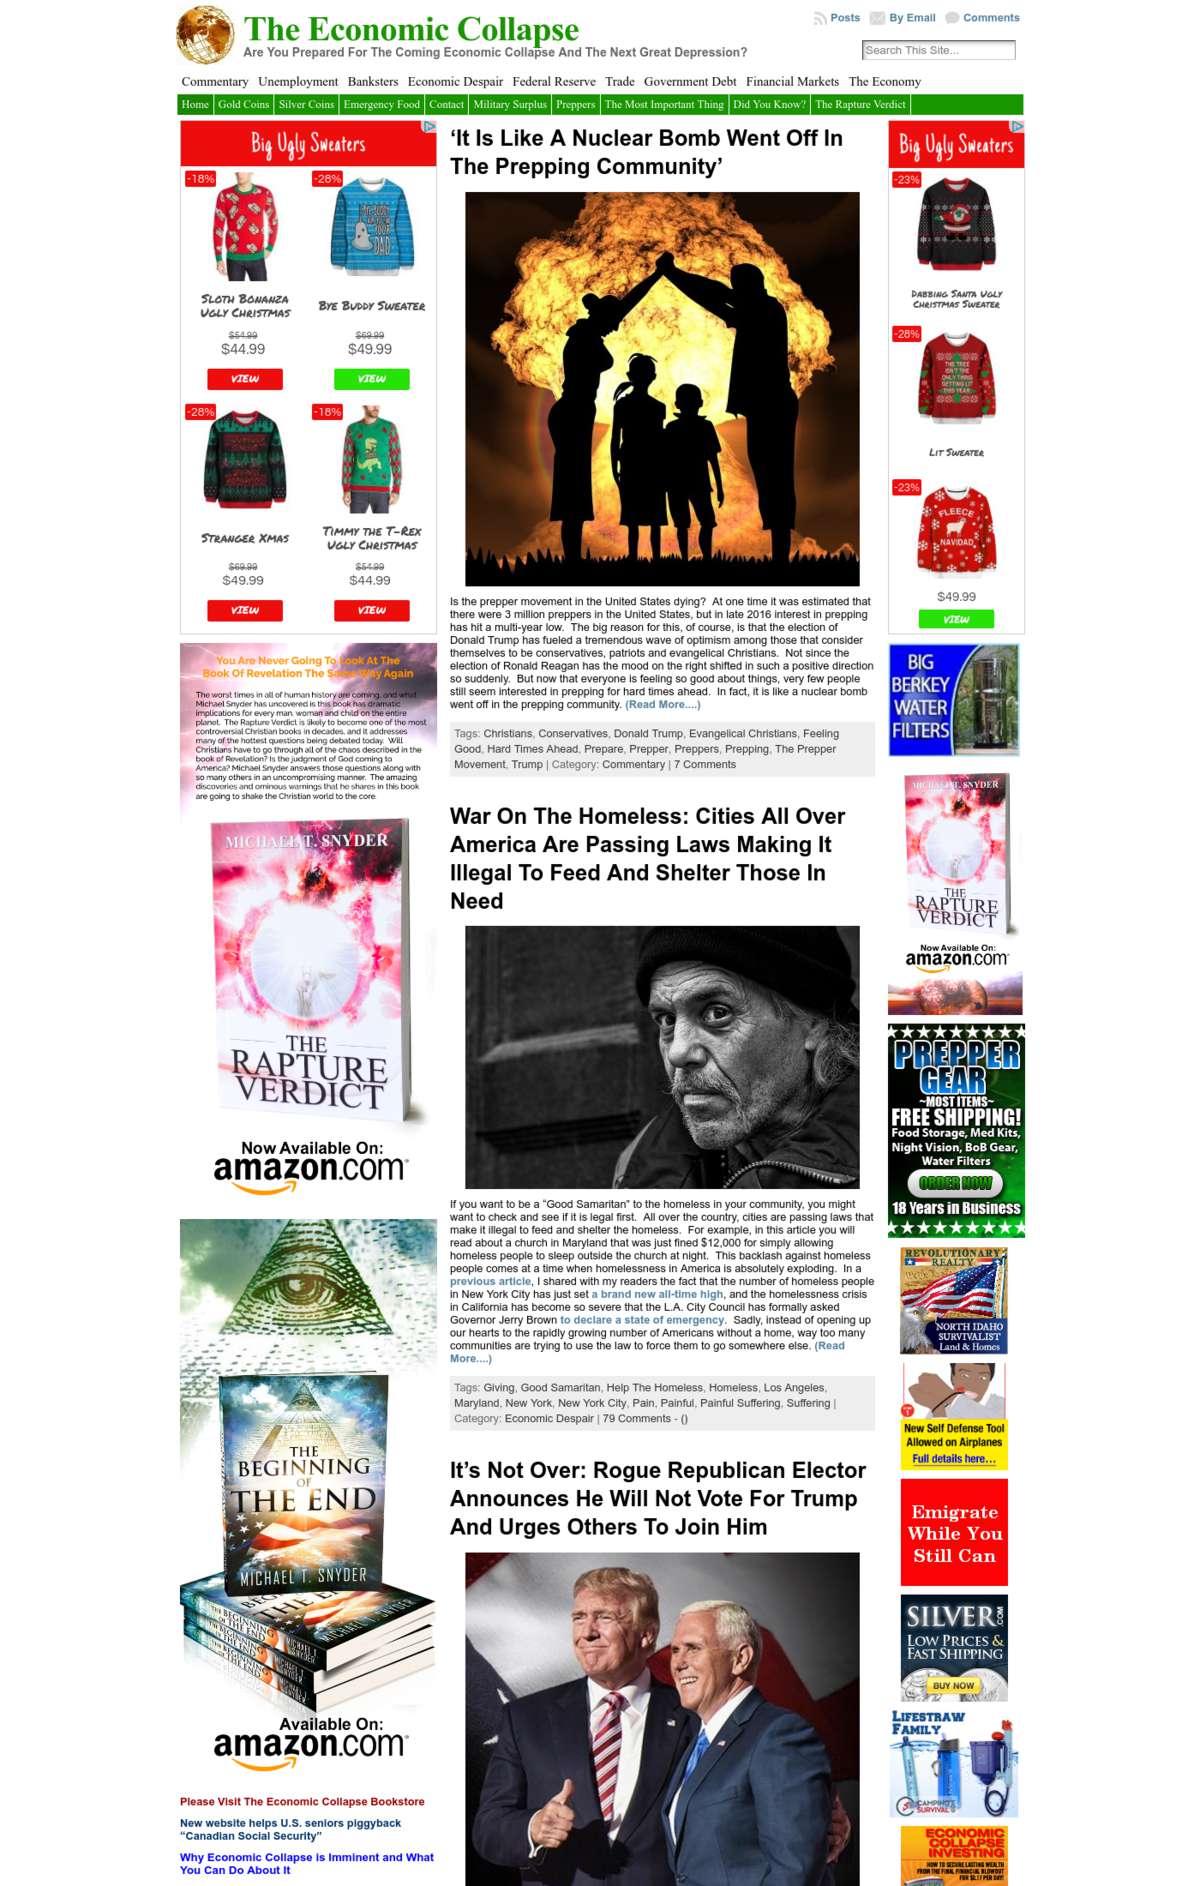 The Economic Collapse
Are You Prepared For The Coming Economic Collapse And The Next Great Depression?
Posts By Email Comments
Search This Site...
Commentary Unemployment Banksters Economic Despair Federal Reserve Trade Government Debt Financial Markets The Economy
Home Gold Coins Silver Coins Emergency Food Contact Military Surplus Preppers The Most Important Thing Did You Know? The Rapture Verdict
Big Ugly Sweaters
-18% -28%
Sloth Bonanza Ugly Christmas
$54.99
$44.99
VIEW
Bye Buddy Sweater
$69.99
$49.99
VIEW
-28% -18%
Stranger Xmas
$69.99
$49.99
VIEW
Timmy the T-Rex Ugly Christmas
$54.99
$44.99
VIEW
You Are Never Going To Look At The
Book Of Revelation The Same Way Again
The worst times in all of human history are coming, and what
Michael Snyder has uncovered is this book has dramatic
implications for every man, woman and child on the entire
planet. The Rapture Verdict is likely to become one of the most
controversial Christian books in decades, and it addresses
many of the hottest questions being debated today. Will
Christians have to go through all of the chaos described in the
book of Revelation? Is the judgment of God coming to
America? Michael Snyder answers those questions along with
so many others in an uncompromising manner. The amazing
discoveries and ominous warnings that he shares in this book
are going to shake the Christian world to the core.
MICHAEL T. SNYDER
THE
RAPTURE
VERDICT
Now Available On:
amazon.com
THE
BEGINNING
OF
THE END
MICHAEL T. SNYDER
Available On:
amazon.com
Please Visit The Economic Collapse Bookstore
New website helps U.S. seniors piggyback
“Canadian Social Security”
Why Economic Collapse is Imminent and What
You Can Do About It
‘It Is Like A Nuclear Bomb Went Off In
The Prepping Community’
Is the prepper movement in the United States dying? At one time it was estimated that
there were 3 million preppers in the United States, but in late 2016 interest in prepping
has hit a multi-year low. The big reason for this, of course, is that the election of
Donald Trump has fueled a tremendous wave of optimism among those that consider
themselves to be conservatives, patriots and evangelical Christians. Not since the
election of Ronald Reagan has the mood on the right shifted in such a positive direction
so suddenly. But now that everyone is feeling so good about things, very few people
still seem interested in prepping for hard times ahead. In fact, it is like a nuclear bomb
went off in the prepping community. (Read More....)
Tags: Christians, Conservatives, Donald Trump, Evangelical Christians, Feeling
Good, Hard Times Ahead, Prepare, Prepper, Preppers, Prepping, The Prepper
Movement, Trump | Category: Commentary | 7 Comments
War On The Homeless: Cities All Over
America Are Passing Laws Making It
Illegal To Feed And Shelter Those In
Need
If you want to be a “Good Samaritan” to the homeless in your community, you might
want to check and see if it is legal first. All over the country, cities are passing laws that
make it illegal to feed and shelter the homeless. For example, in this article you will
read about a church in Maryland that was just fined $12,000 for simply allowing
homeless people to sleep outside the church at night. This backlash against homeless
people comes at a time when homelessness in America is absolutely exploding. In a
previous article, I shared with my readers the fact that the number of homeless people
in New York City has just set a brand new all-time high, and the homelessness crisis
in California has become so severe that the L.A. City Council has formally asked
Governor Jerry Brown to declare a state of emergency. Sadly, instead of opening up
our hearts to the rapidly growing number of Americans without a home, way too many
communities are trying to use the law to force them to go somewhere else. (Read
More....)
Tags: Giving, Good Samaritan, Help The Homeless, Homeless, Los Angeles,
Maryland, New York, New York City, Pain, Painful, Painful Suffering, Suffering |
Category: Economic Despair | 79 Comments - ()
It’s Not Over: Rogue Republican Elector
Announces He Will Not Vote For Trump
And Urges Others To Join Him
Big Ugly Sweaters
-23%
Dabbing Santa Ugly
Christmas Sweater
-28%
Lit Sweater
-23%
FLEECE
NAVIDAD
$49.99
VIEW
BIG
BERKEY
WATER
FILTERS
MICHAEL T. SNYDER
THE
RAPTURE
VERDICT
Now Available On:
amazon.com
PREPPER
GEAR
~MOST ITEMS~
FREE SHIPPING!
Food Storage, Med Kits,
Night Vision, BoB Gear,
Water Filters
ORDER NOW
18 Years in Business
REVOLUTIONARY
REALTY
NORTH IDAHO
SURVIVALIST
Land & Homes
New Self Defense Tool
Allowed on Airplanes
Full details here...
Emigrate
While You
Still Can
SILVER.COM
LOW PRICES &
FAST SHIPPING
BUY NOW
LIFESTRAW
FAMILY
CAMPING
SURVIVAL
ECONOMIC
COLLAPSE
INVESTING
HOW TO SECURE LASTING WEALTH
FROM THE FINAL FINANCIAL BLOWOUT
FOR $0.17 PER DAY!